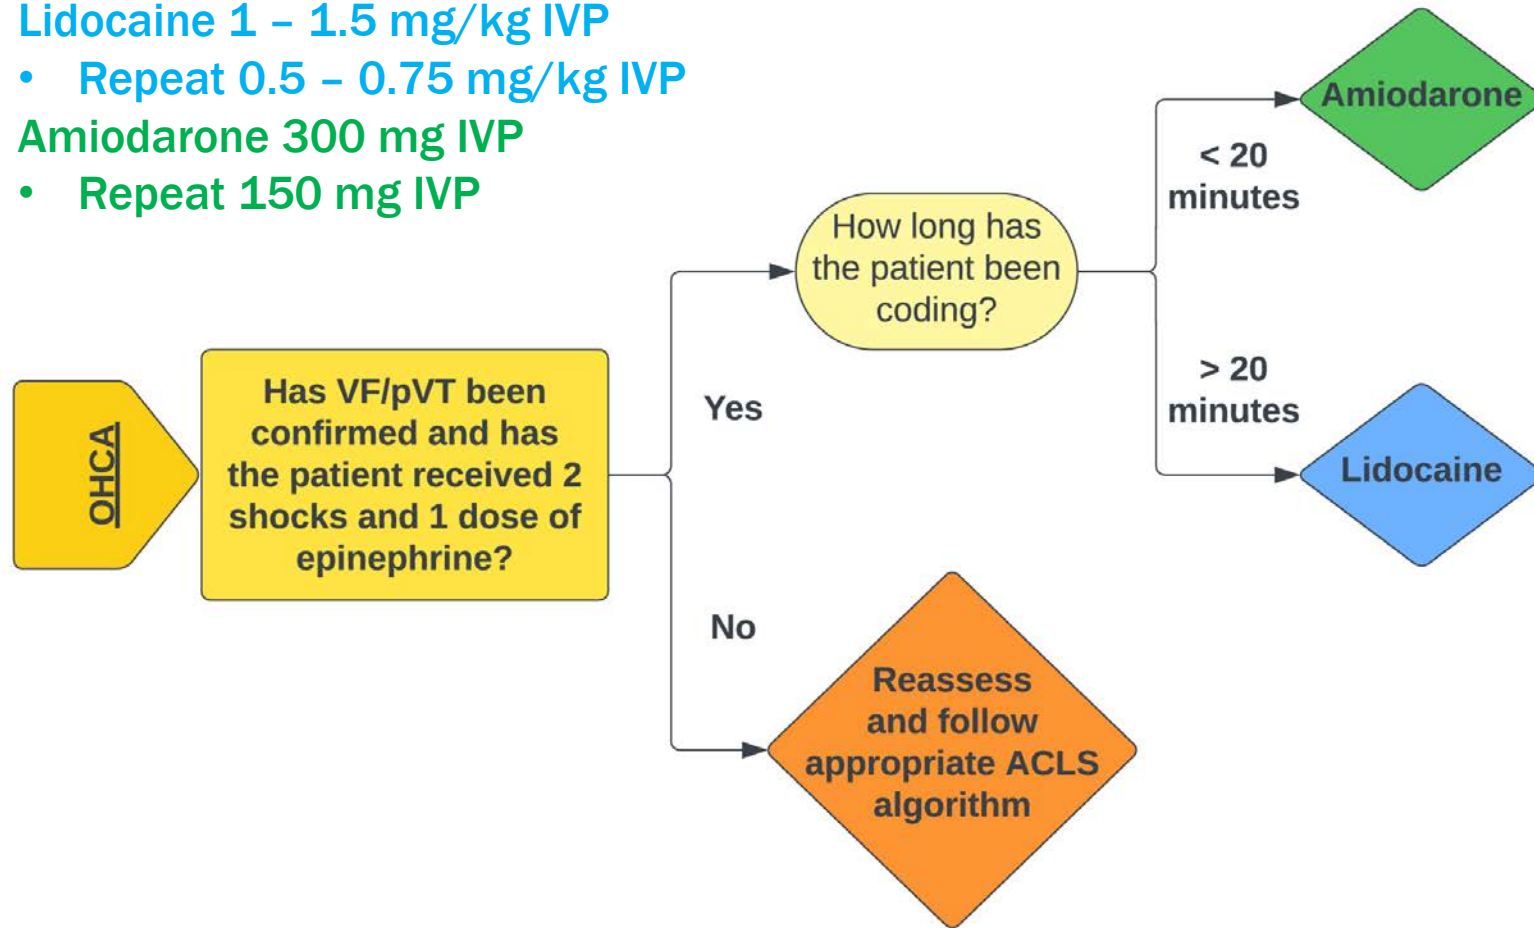 Lidocaine 1 – 1.5 mg/kg IVP
• Repeat 0.5 – 0.75 mg/kg IVP
Amiodarone 300 mg IVP
• Repeat 150 mg IVP
OHCA
Has VF/pVT been
confirmed and has
the patient received 2
shocks and 1 dose of
epinephrine?
Yes
How long has
the patient been
coding?
< 20
minutes
Amiodarone
> 20
minutes
Lidocaine
No
Reassess
and follow
appropriate ACLS
algorithm